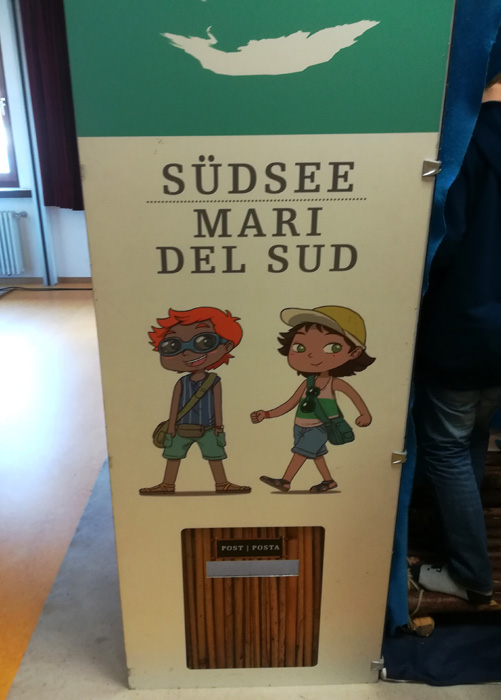 SÜDSEE
MARI
DEL SUD
POST | POSTA